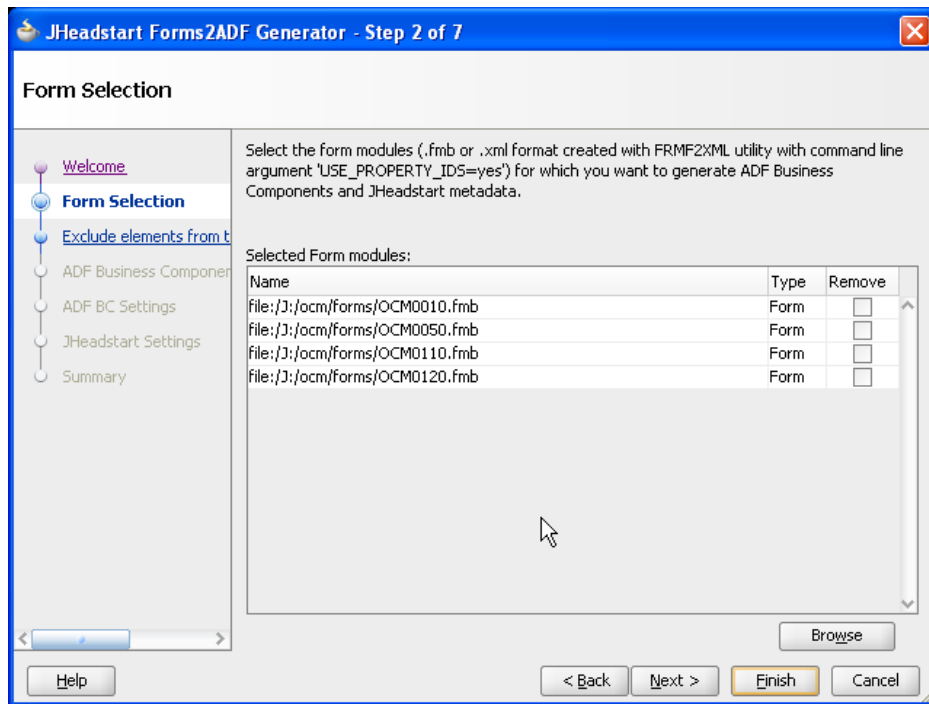 JHeadstart Forms2ADF Generator - Step 2 of 7
Form Selection
Welcome
Form Selection
Exclude elements from t
ADF Business Componer
ADF BC Settings
JHeadstart Settings
Summary
Select the form modules (.fmb or .xml format created with FRMF2XML utility with command line
argument 'USE_PROPERTY_IDS=yes') for which you want to generate ADF Business
Components and JHeadstart metadata.
Selected Form modules:
Name Type Remove
file:/J:/ocm/forms/OCM0010.fmb Form
file:/J:/ocm/forms/OCM0050.fmb Form
file:/J:/ocm/forms/OCM0110.fmb Form
file:/J:/ocm/forms/OCM0120.fmb Form
Browse
Help < Back Next > Finish Cancel